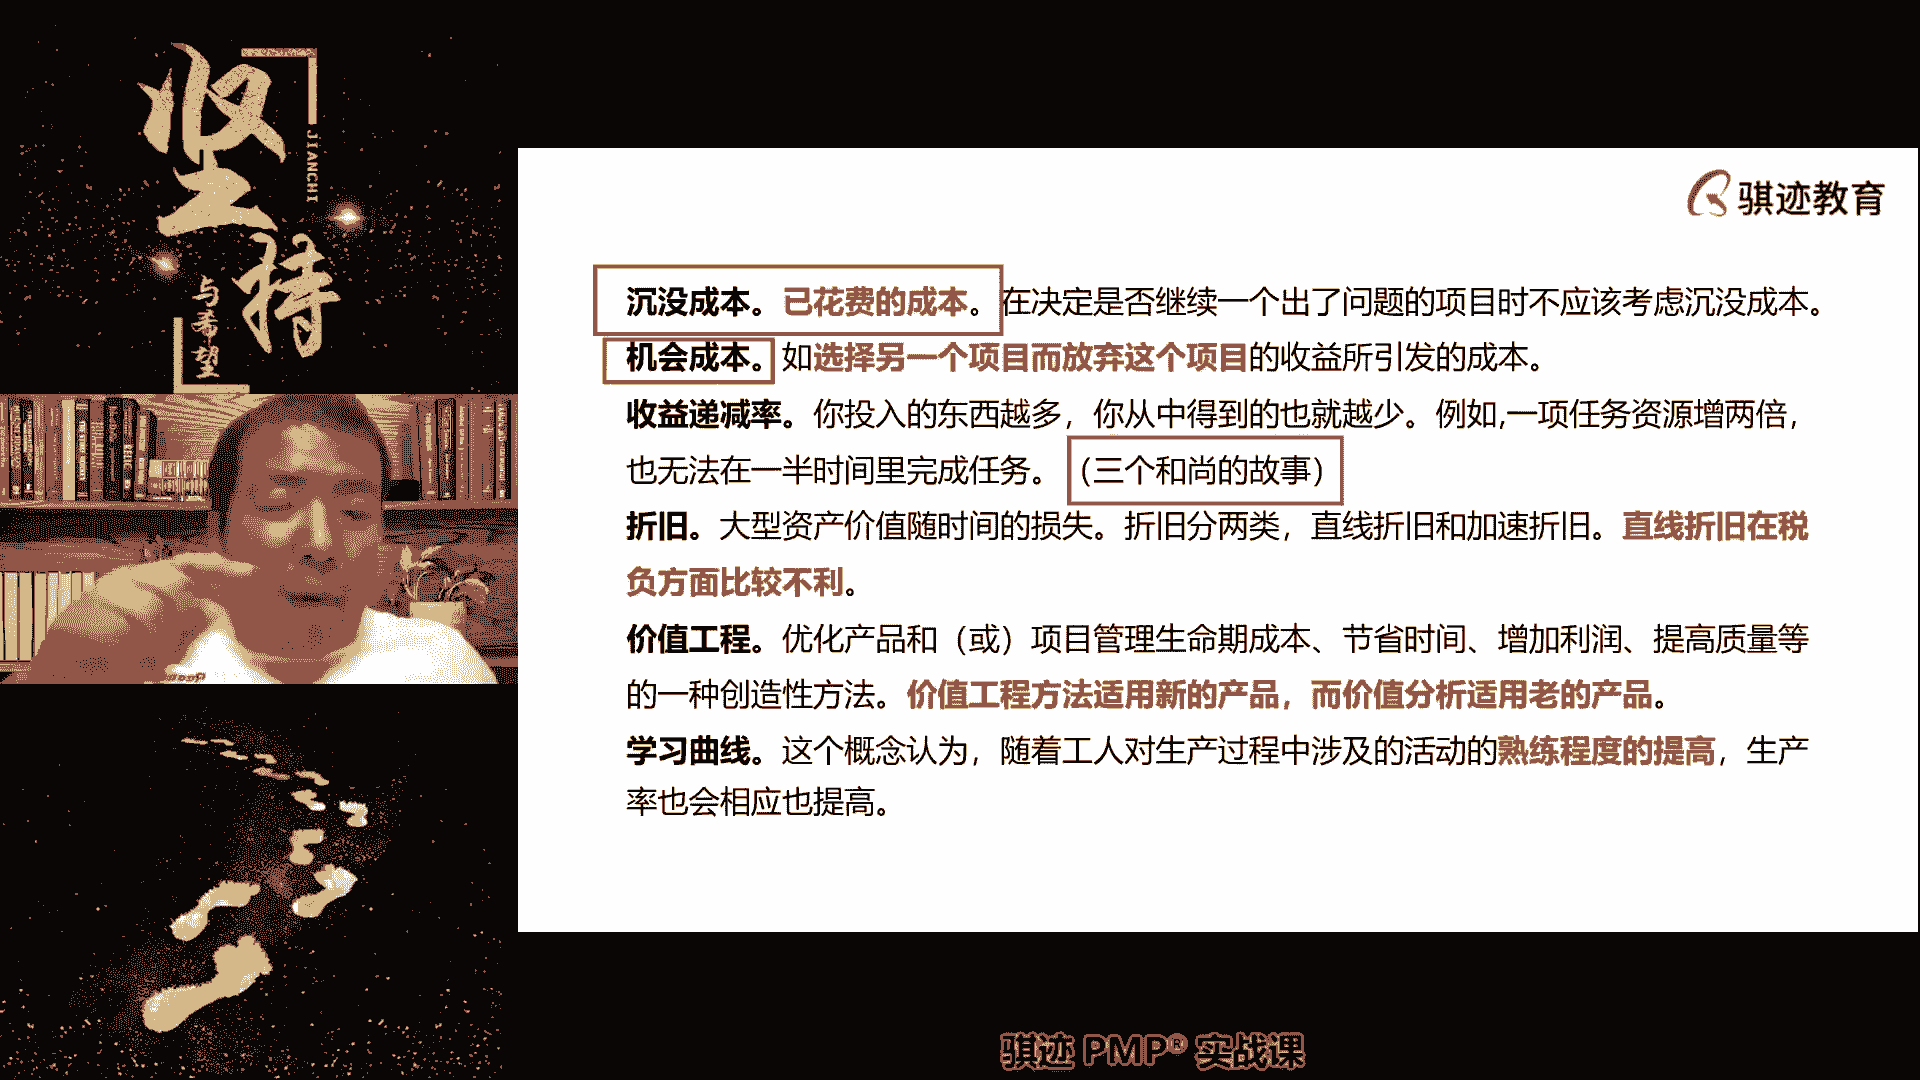 坚持
JIANCHI
与希望
骐迹教育
沉没成本。已花费的成本。在决定是否继续一个出了问题的项目时不应该考虑沉没成本。
机会成本。如选择另一个项目而放弃这个项目的收益所引发的成本。
收益递减率。你投入的东西越多，你从中得到的也就越少。例如,一项任务资源增两倍，
也无法在一半时间里完成任务。（三个和尚的故事）
折旧。大型资产价值随时间的损失。折旧分两类，直线折旧和加速折旧。直线折旧在税
负方面比较不利。
价值工程。优化产品和（或）项目管理生命期成本、节省时间、增加利润、提高质量等
的一种创造性方法。价值工程方法适用新的产品，而价值分析适用老的产品。
学习曲线。这个概念认为，随着工人对生产过程中涉及的活动的熟练程度的提高，生产
率也会相应也提高。
骐迹 PMP® 实战课